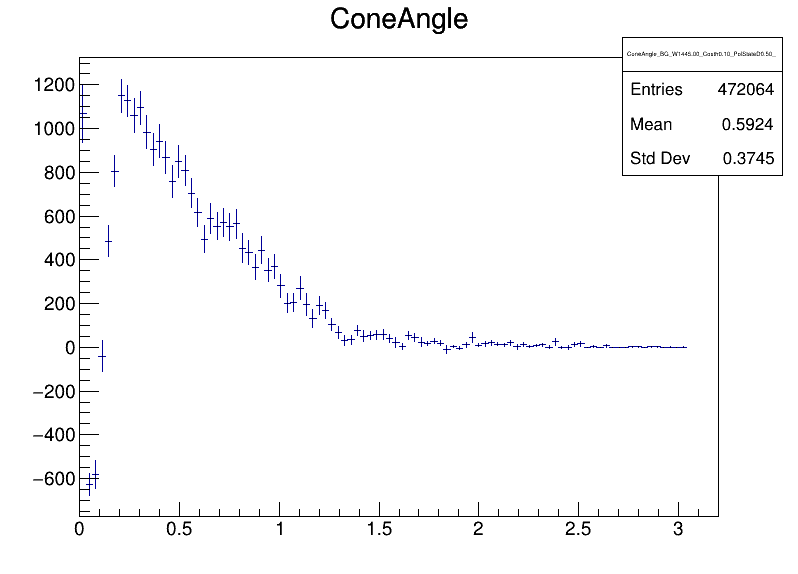 ConeAngle
ConeAngle_BG_W1445.00_Costh0.10_PolStateD0.50_
Entries 472064
Mean 0.5924
Std Dev 0.3745
1200
1000
800
600
400
200
0
−200
−400
−600
0 0.5 1 1.5 2 2.5 3